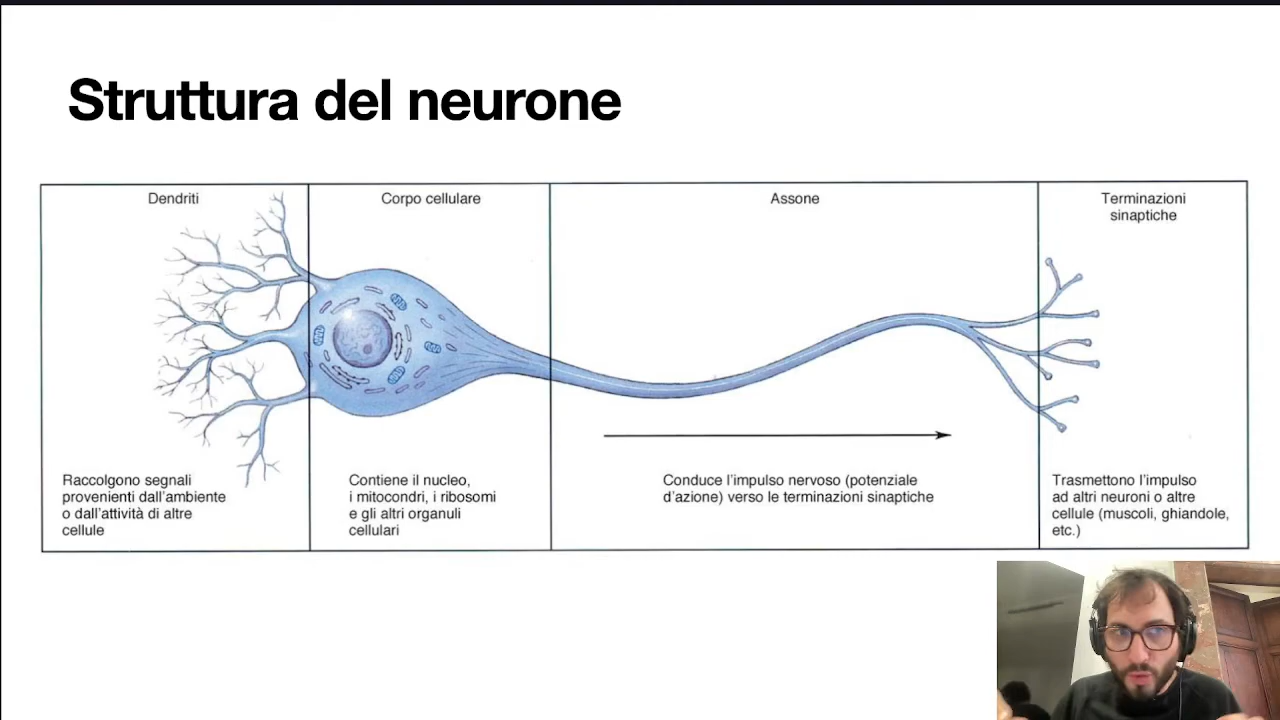 Struttura del neurone
Dendriti
Corpo cellulare
Assone
Terminazioni
sinaptiche
Raccolgono segnali
provenienti dall'ambiente
o dall'attività di altre
cellule
Contiene il nucleo,
i mitocondri, i ribosomi
e gli altri organuli
cellulari
Conduce l'impulso nervoso (potenziale
d'azione) verso le terminazioni sinaptiche
Trasmettono l'impulso
ad altri neuroni o altre
cellule (muscoli, ghiandole,
etc.)